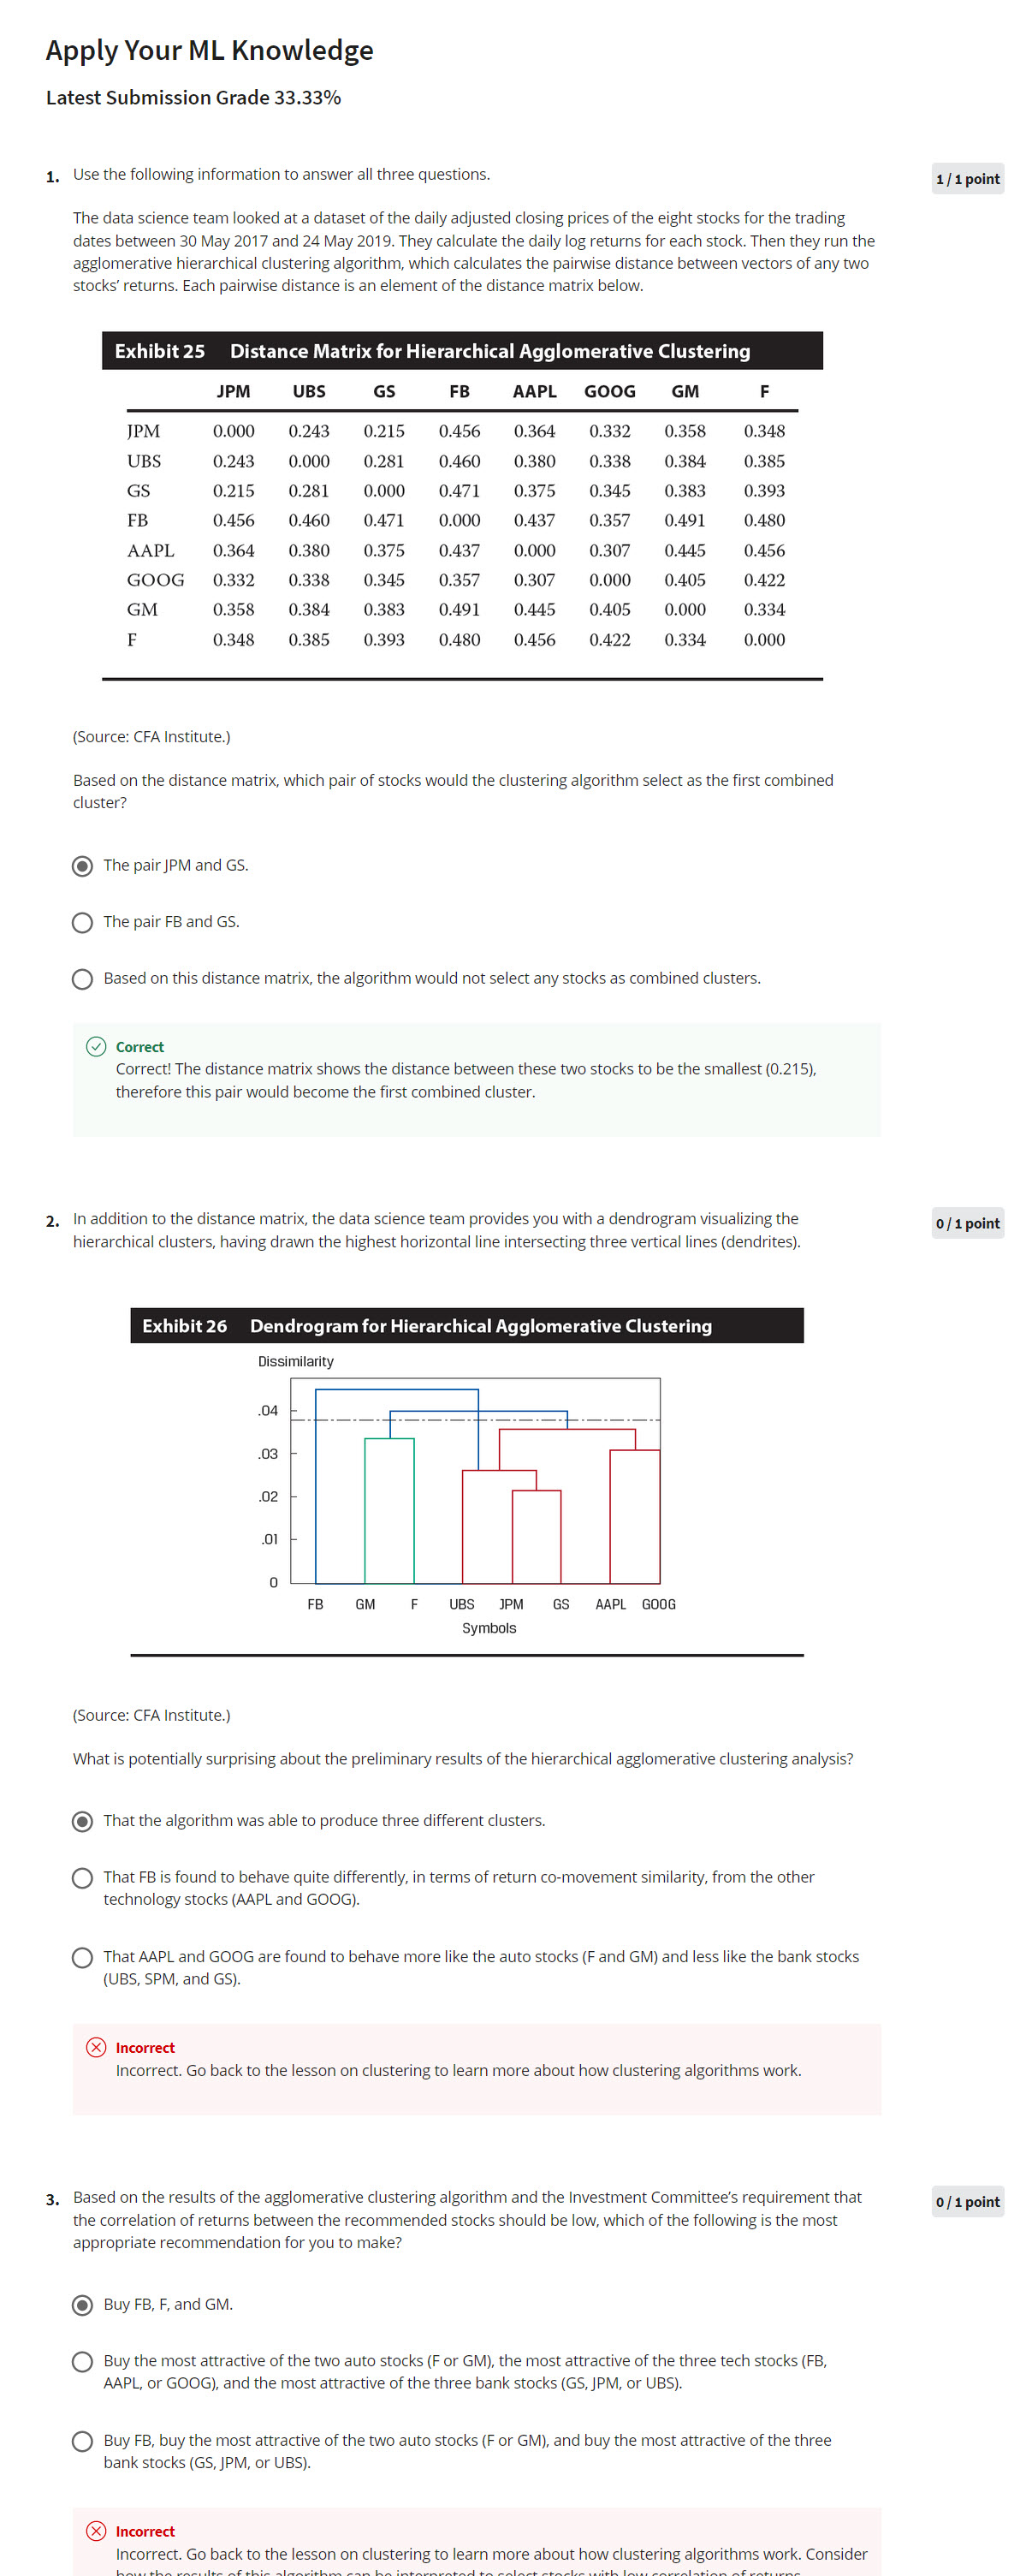 Apply Your ML Knowledge
Latest Submission Grade 33.33%
1. Use the following information to answer all three questions.
1 / 1 point
The data science team looked at a dataset of the daily adjusted closing prices of the eight stocks for the trading
dates between 30 May 2017 and 24 May 2019. They calculate the daily log returns for each stock. Then they run the
agglomerative hierarchical clustering algorithm, which calculates the pairwise distance between vectors of any two
stocks’ returns. Each pairwise distance is an element of the distance matrix below.
Exhibit 25 Distance Matrix for Hierarchical Agglomerative Clustering
JPM UBS GS FB AAPL GOOG GM F
JPM 0.000 0.243 0.215 0.456 0.364 0.332 0.358 0.348
UBS 0.243 0.000 0.281 0.460 0.380 0.338 0.384 0.385
GS 0.215 0.281 0.000 0.471 0.375 0.345 0.383 0.393
FB 0.456 0.460 0.471 0.000 0.437 0.357 0.491 0.480
AAPL 0.364 0.380 0.375 0.437 0.000 0.307 0.445 0.456
GOOG 0.332 0.338 0.345 0.357 0.307 0.000 0.405 0.422
GM 0.358 0.384 0.383 0.491 0.445 0.405 0.000 0.334
F 0.348 0.385 0.393 0.480 0.456 0.422 0.334 0.000
(Source: CFA Institute.)
Based on the distance matrix, which pair of stocks would the clustering algorithm select as the first combined
cluster?
The pair JPM and GS.
The pair FB and GS.
Based on this distance matrix, the algorithm would not select any stocks as combined clusters.
Correct
Correct! The distance matrix shows the distance between these two stocks to be the smallest (0.215),
therefore this pair would become the first combined cluster.
2. In addition to the distance matrix, the data science team provides you with a dendrogram visualizing the
hierarchical clusters, having drawn the highest horizontal line intersecting three vertical lines (dendrites).
0 / 1 point
Exhibit 26 Dendrogram for Hierarchical Agglomerative Clustering
Dissimilarity
.04
.03
.02
.01
0
FB GM F UBS JPM GS AAPL GOOG
Symbols
(Source: CFA Institute.)
What is potentially surprising about the preliminary results of the hierarchical agglomerative clustering analysis?
That the algorithm was able to produce three different clusters.
That FB is found to behave quite differently, in terms of return co-movement similarity, from the other
technology stocks (AAPL and GOOG).
That AAPL and GOOG are found to behave more like the auto stocks (F and GM) and less like the bank stocks
(UBS, SPM, and GS).
Incorrect
Incorrect. Go back to the lesson on clustering to learn more about how clustering algorithms work.
3. Based on the results of the agglomerative clustering algorithm and the Investment Committee’s requirement that
the correlation of returns between the recommended stocks should be low, which of the following is the most
appropriate recommendation for you to make?
0 / 1 point
Buy FB, F, and GM.
Buy the most attractive of the two auto stocks (F or GM), the most attractive of the three tech stocks (FB,
AAPL, or GOOG), and the most attractive of the three bank stocks (GS, JPM, or UBS).
Buy FB, buy the most attractive of the two auto stocks (F or GM), and buy the most attractive of the three
bank stocks (GS, JPM, or UBS).
Incorrect
Incorrect. Go back to the lesson on clustering to learn more about how clustering algorithms work. Consider
how the results of this algorithm can be interpreted to select stocks with low correlation of returns.